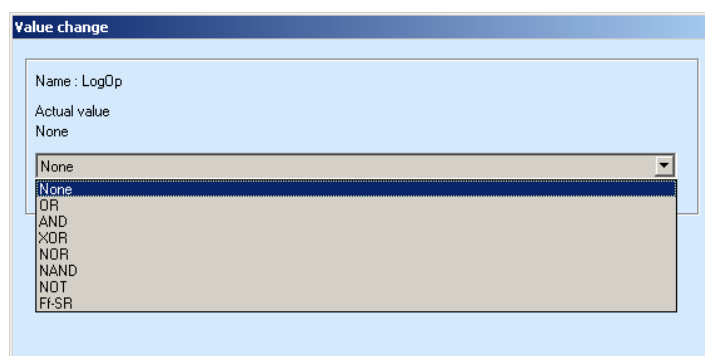 Value change
Name : LogOp
Actual value
None
None
None
OR
AND
XOR
NOR
NAND
NOT
Ff-SR